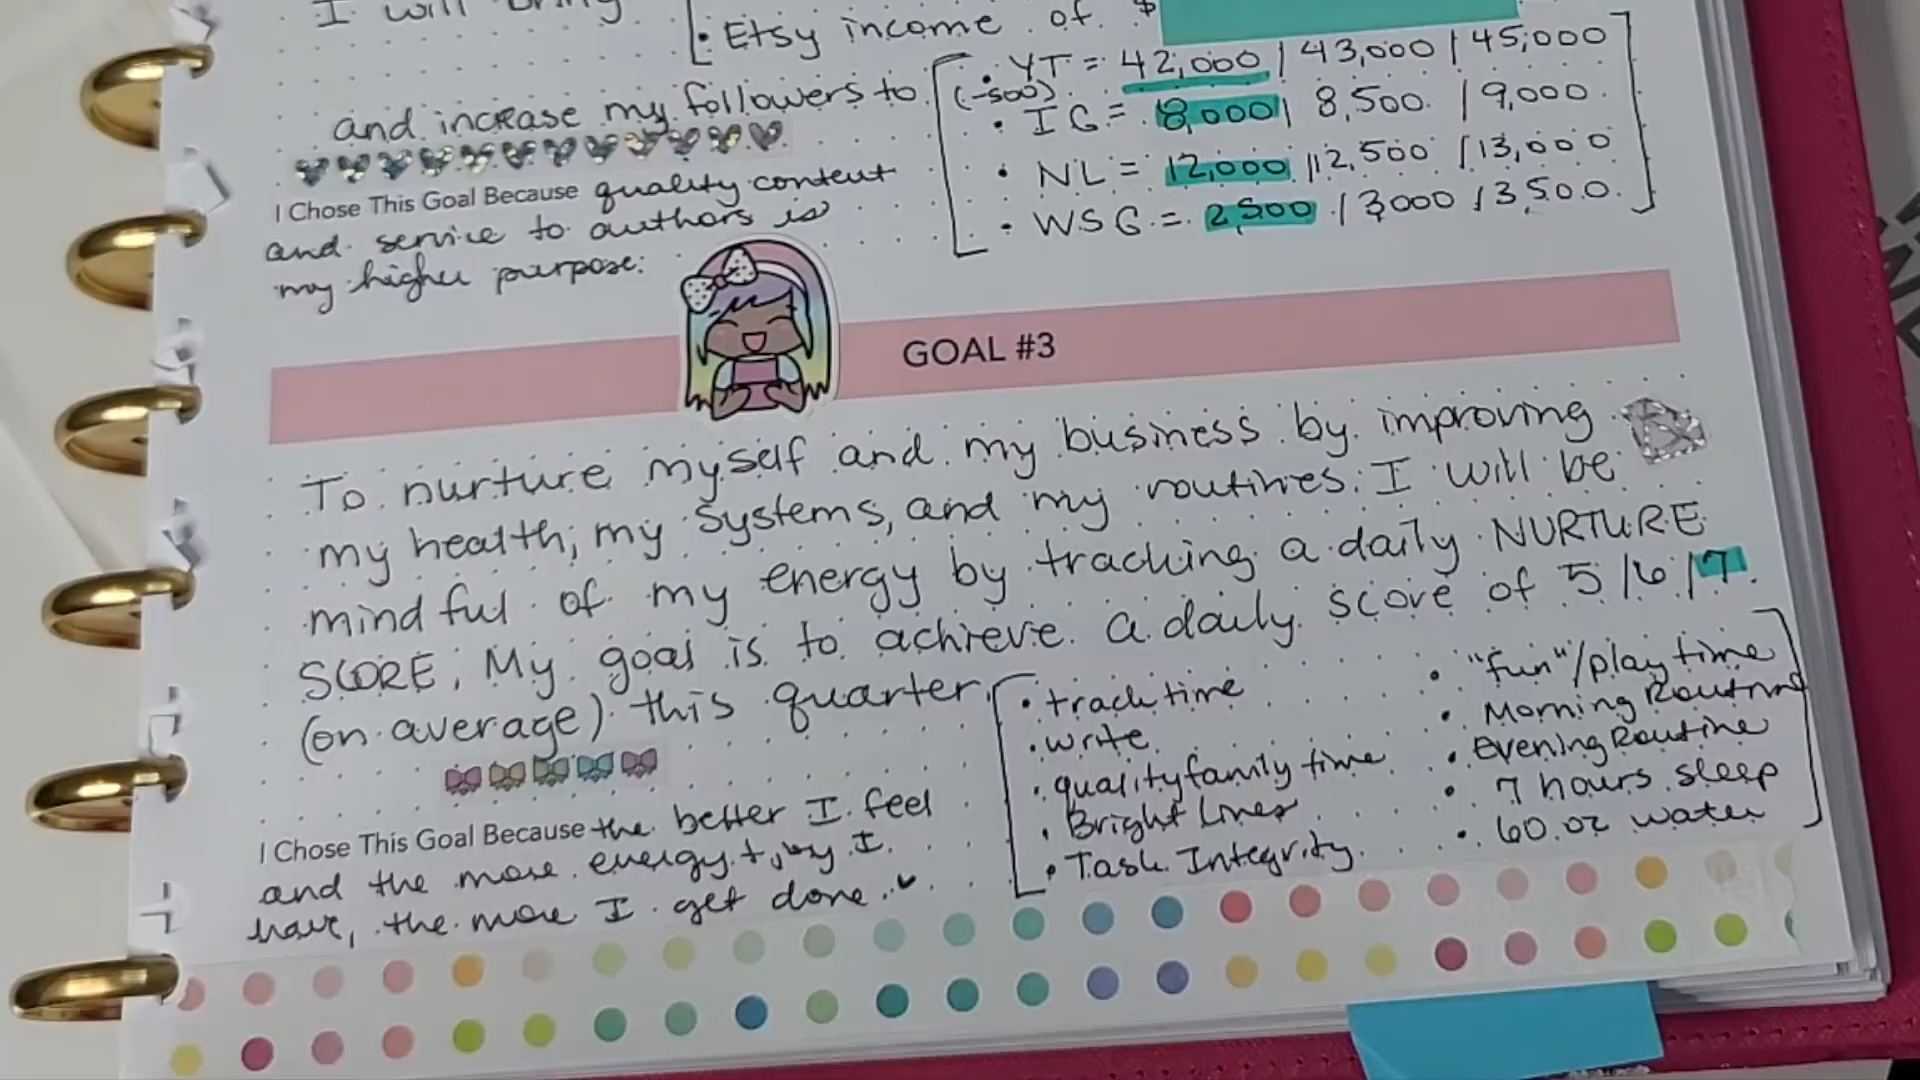 I will bring
• Etsy income of $
and increase my followers to
• YT = 42,000 / 43,000 / 45,000
(-500)
• IG = 8,000 / 8,500 / 9,000
• NL = 12,000 / 12,500 / 13,000
• WSG = 2,500 / 3000 / 3,500
I Chose This Goal Because quality content
and service to authors is
my higher purpose.
GOAL #3
To nurture myself and my business by improving
my health, my systems, and my routines. I will be
mindful of my energy by tracking a daily NURTURE
SCORE. My goal is to achieve a daily score of 5/6/7
(on average) this quarter.
• track time
• write
• quality family time
• Bright Lines
• Task Integrity
• "fun"/play time
• Morning Routine
• Evening Routine
• 7 hours sleep
• 60 oz water
I Chose This Goal Because the better I feel
and the more energy + joy I
have, the more I get done.